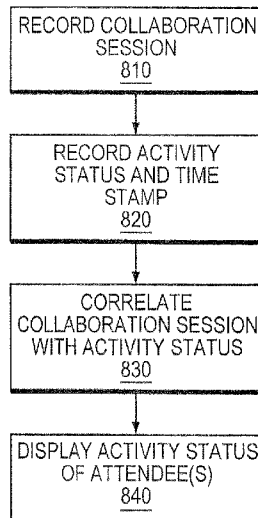 RECORD COLLABORATION
SESSION
810
RECORD ACTIVITY
STATUS AND TIME
STAMP
820
CORRELATE
COLLABORATION SESSION
WITH ACTIVITY STATUS
830
DISPLAY ACTIVITY STATUS
OF ATTENDEE(S)
840